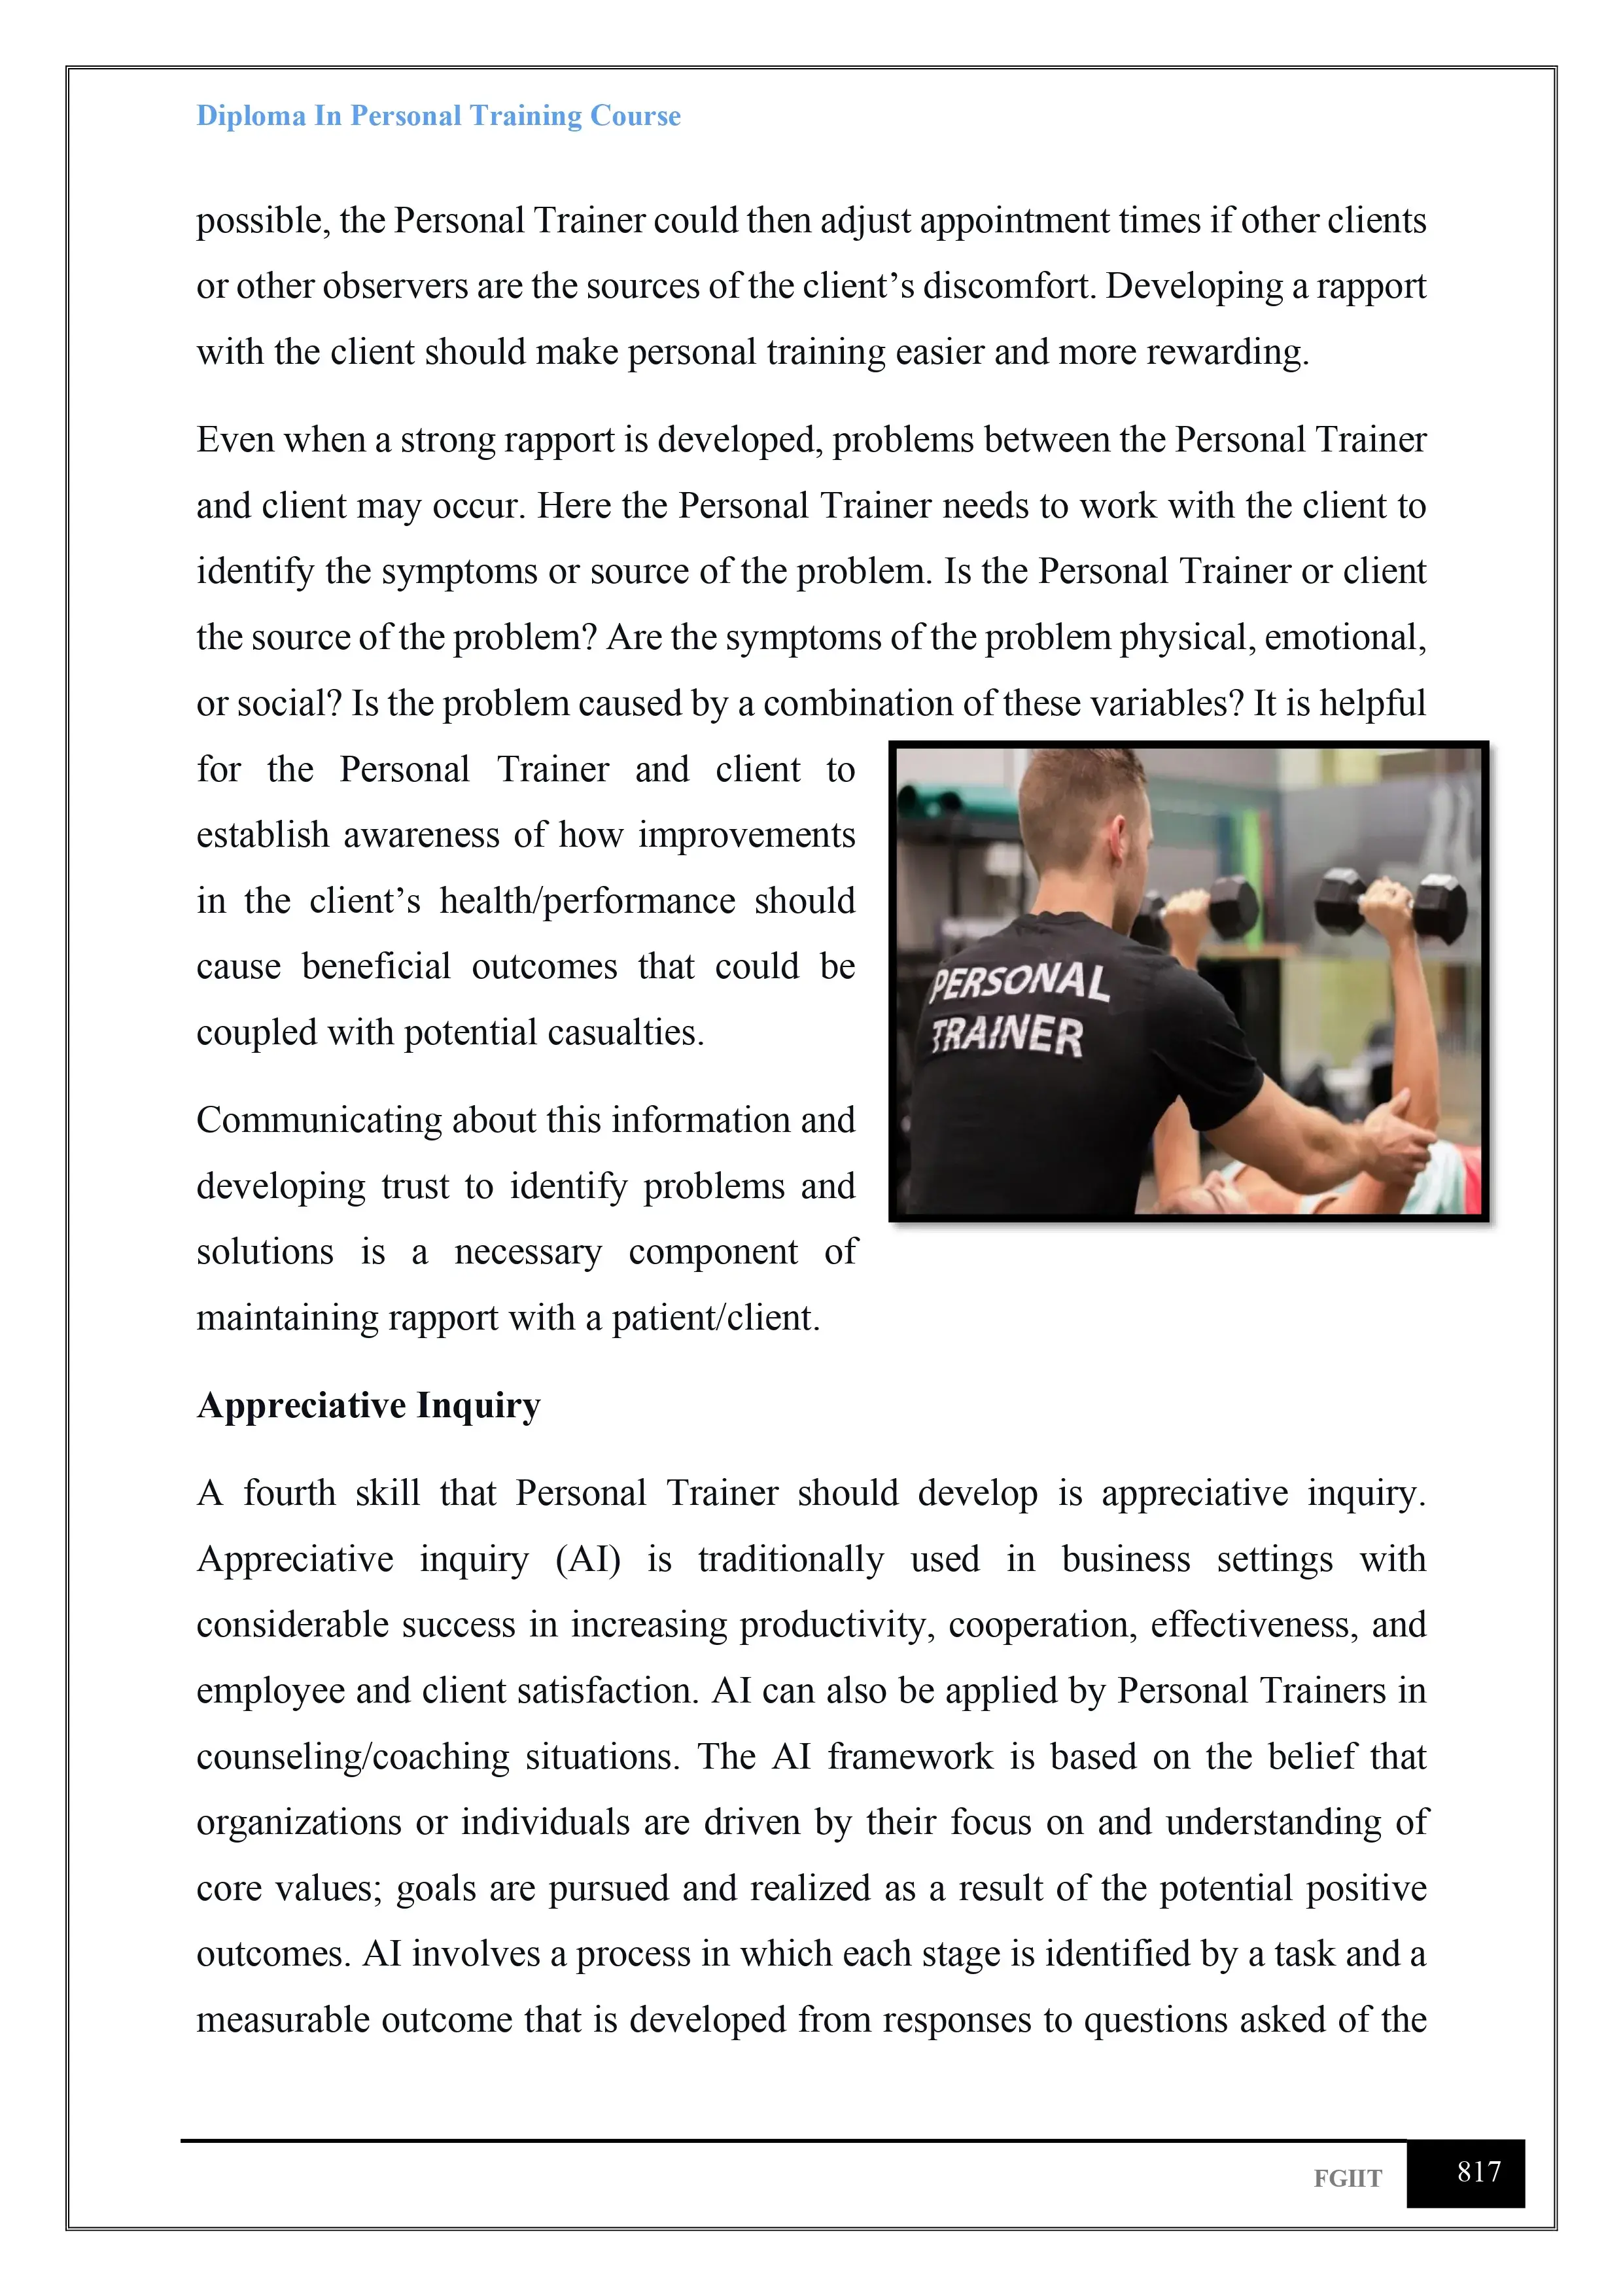 Diploma In Personal Training Course
possible, the Personal Trainer could then adjust appointment times if other clients
or other observers are the sources of the client’s discomfort. Developing a rapport
with the client should make personal training easier and more rewarding.
Even when a strong rapport is developed, problems between the Personal Trainer
and client may occur. Here the Personal Trainer needs to work with the client to
identify the symptoms or source of the problem. Is the Personal Trainer or client
the source of the problem? Are the symptoms of the problem physical, emotional,
or social? Is the problem caused by a combination of these variables? It is helpful
for the Personal Trainer and client to
establish awareness of how improvements
in the client’s health/performance should
cause beneficial outcomes that could be
coupled with potential casualties.
PERSONAL
TRAINER
Communicating about this information and
developing trust to identify problems and
solutions is a necessary component of
maintaining rapport with a patient/client.
Appreciative Inquiry
A fourth skill that Personal Trainer should develop is appreciative inquiry.
Appreciative inquiry (AI) is traditionally used in business settings with
considerable success in increasing productivity, cooperation, effectiveness, and
employee and client satisfaction. AI can also be applied by Personal Trainers in
counseling/coaching situations. The AI framework is based on the belief that
organizations or individuals are driven by their focus on and understanding of
core values; goals are pursued and realized as a result of the potential positive
outcomes. AI involves a process in which each stage is identified by a task and a
measurable outcome that is developed from responses to questions asked of the
FGIIT
817